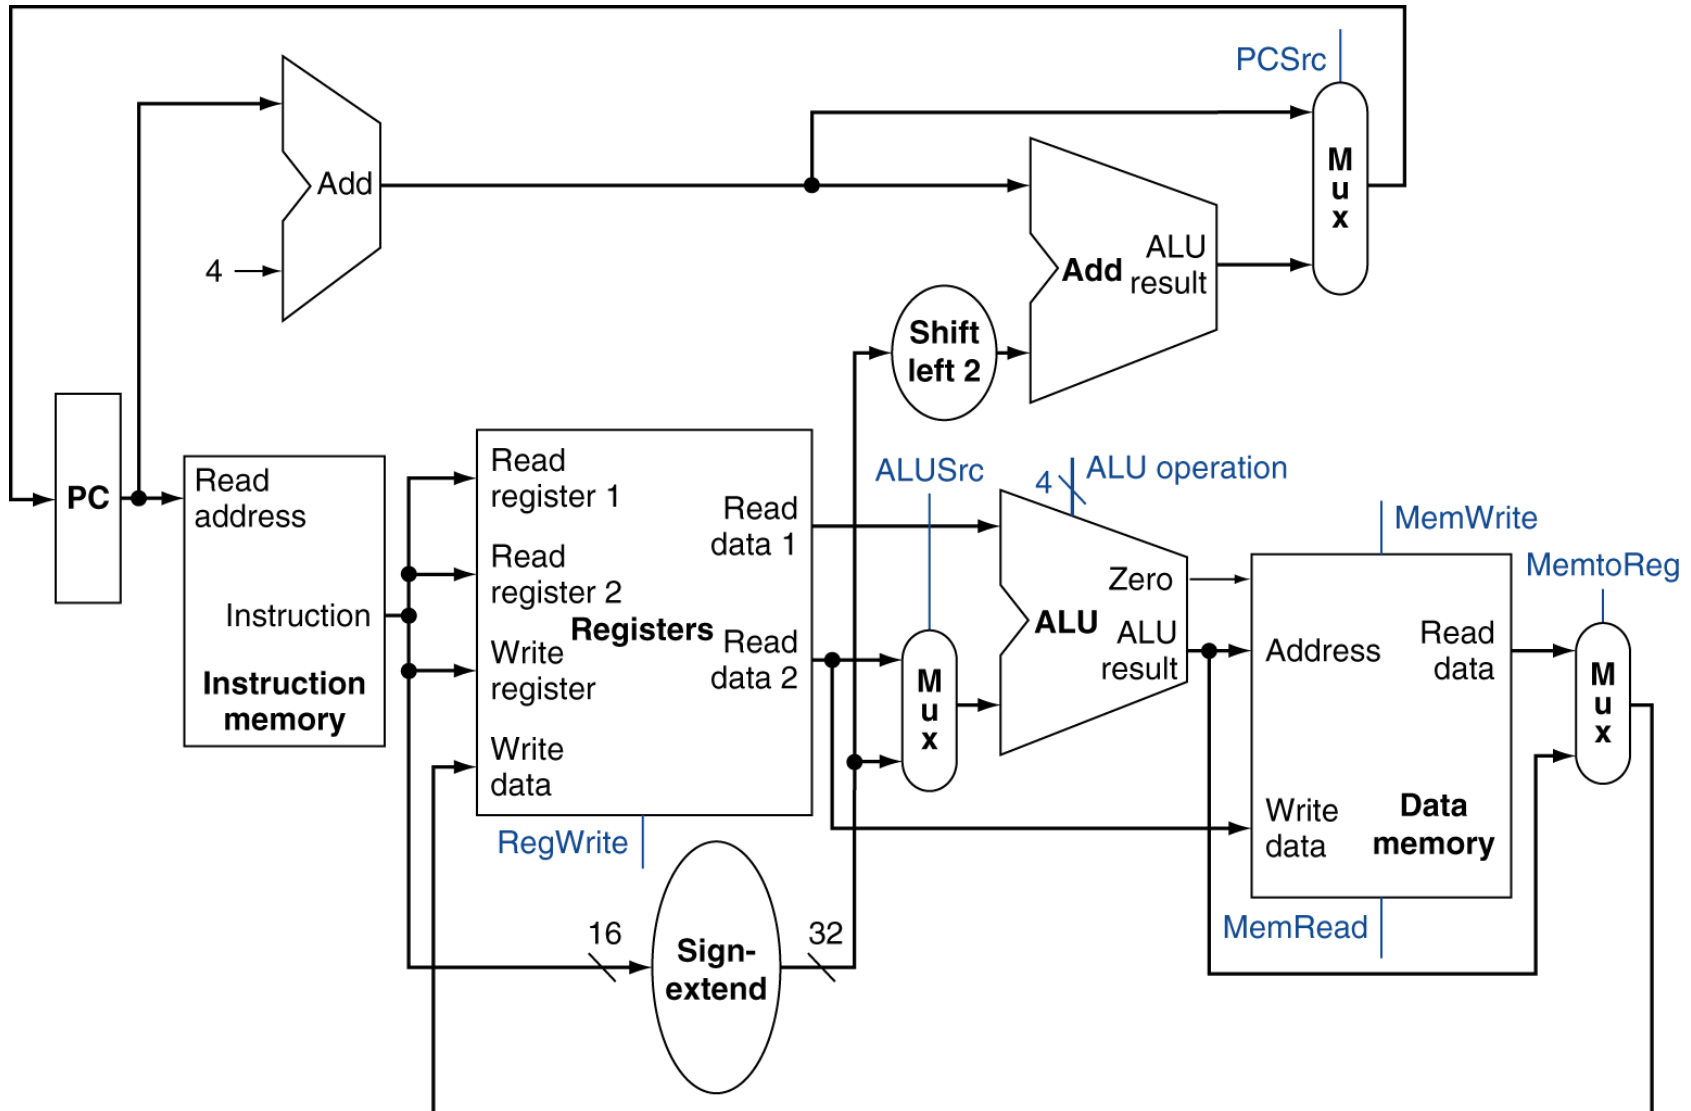 PCSrc
M
u
x
Add
4
Add
ALU
result
Shift
left 2
PC
Read
address
Instruction
Instruction
memory
Read
register 1
Read
register 2
Write
register
Write
data
Registers
Read
data 1
Read
data 2
RegWrite
16
Sign-
extend
32
ALUSrc
M
u
x
4
ALU operation
Zero
ALU
ALU
result
MemWrite
Address
Read
data
Write
data
Data
memory
MemRead
MemtoReg
M
u
x